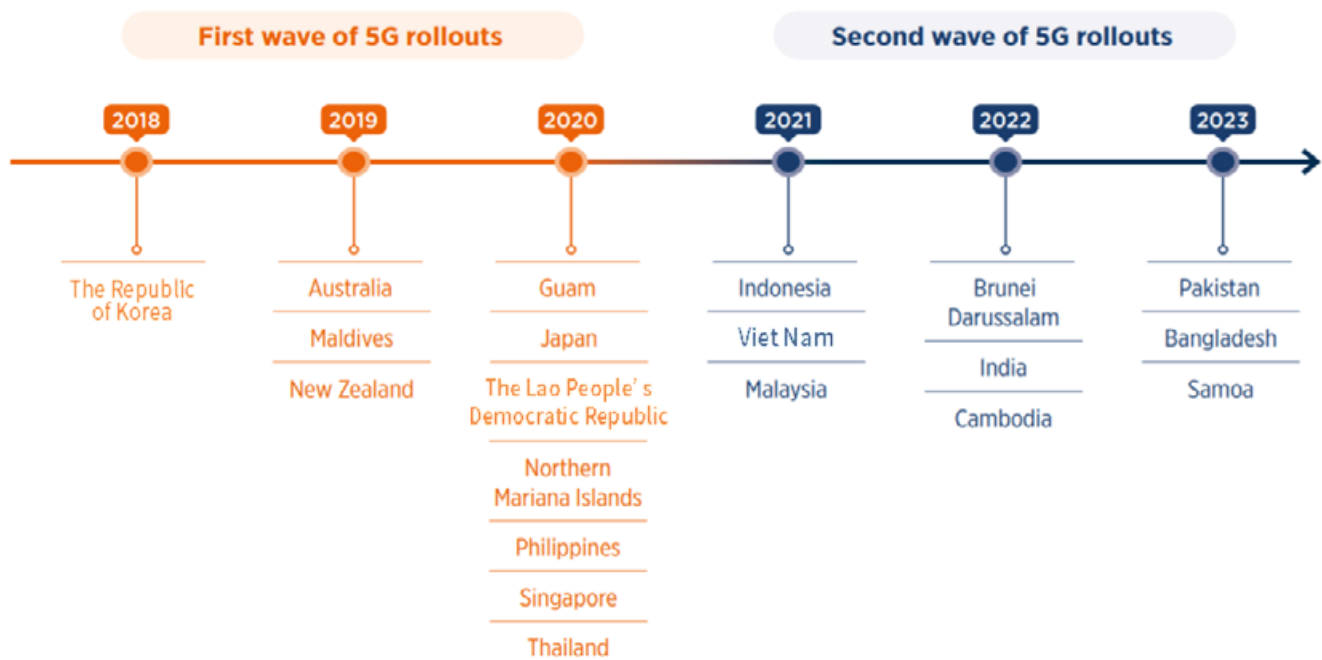 First wave of 5G rollouts
Second wave of 5G rollouts
2018
2019
2020
2021
2022
2023
The Republic
of Korea
Australia
Maldives
New Zealand
Guam
Japan
The Lao People’ s
Democratic Republic
Northern
Mariana Islands
Philippines
Singapore
Thailand
Indonesia
Viet Nam
Malaysia
Brunei
Darussalam
India
Cambodia
Pakistan
Bangladesh
Samoa